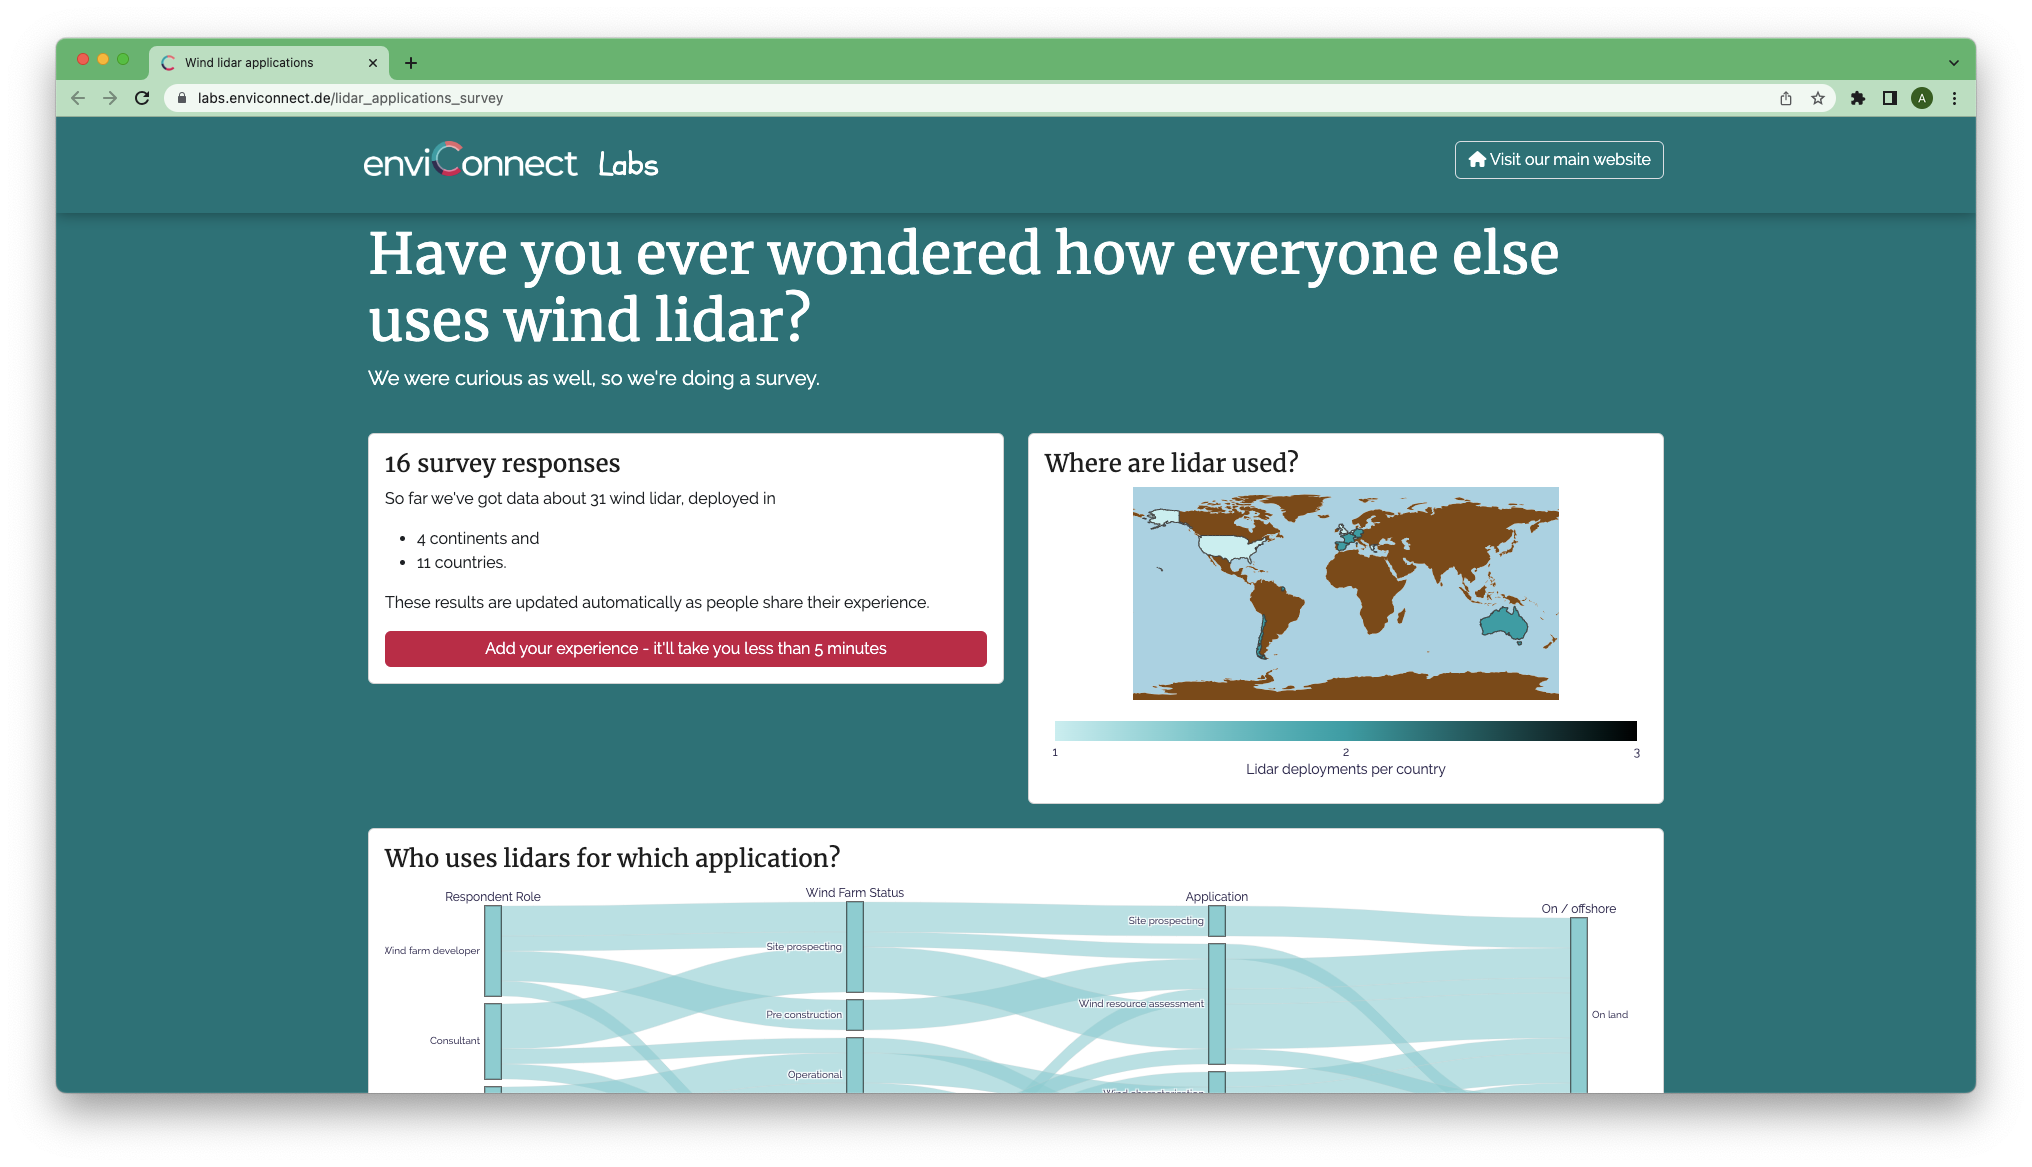 Wind lidar applications
labs.enviconnect.de/lidar_applications_survey
A
enviConnect Labs
Visit our main website
Have you ever wondered how everyone else
uses wind lidar?
We were curious as well, so we're doing a survey.
16 survey responses
So far we've got data about 31 wind lidar, deployed in
• 4 continents and
• 11 countries.
These results are updated automatically as people share their experience.
Add your experience - it'll take you less than 5 minutes
Where are lidar used?
1 2 3
Lidar deployments per country
Who uses lidars for which application?
Respondent Role
Wind Farm Status
Application
On / offshore
Site prospecting
Site prospecting
Wind farm developer
Wind resource assessment
Pre construction
On land
Consultant
Operational
Wind characterisation